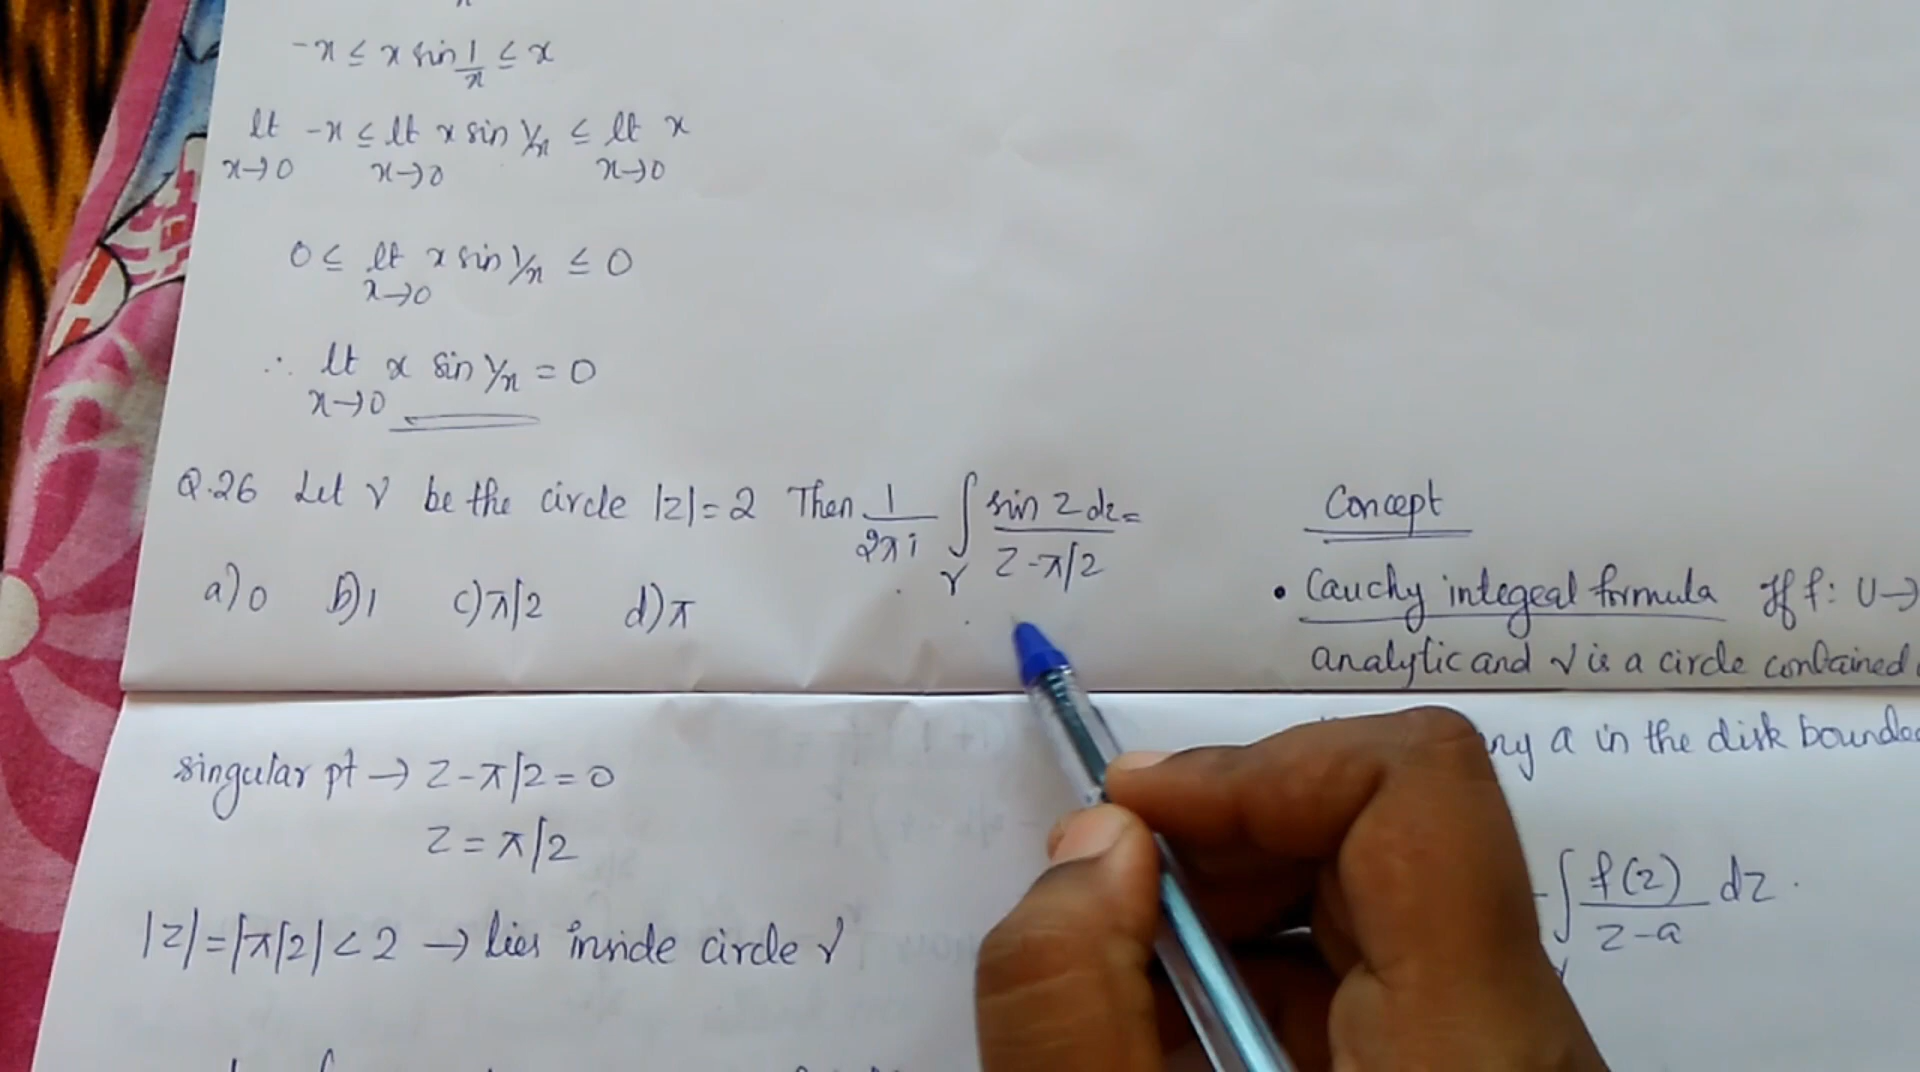 -x ≤ x sin 1/x ≤ x
lt x→0 -x ≤ lt x→0 x sin 1/x ≤ lt x→0 x
0 ≤ lt x→0 x sin 1/x ≤ 0
∴ lt x→0 x sin 1/x = 0
Q.26 Let γ be the circle |z|=2 Then 1/2πi ∫γ sin z dz/z-π/2 =
a) 0 b) 1 c) π/2 d) π
singular pt → z-π/2=0
z=π/2
|z|=|π/2|<2 → lies inside circle γ
Concept
• Cauchy integral formula If f: U→
analytic and γ is a circle contained
a in the disk bounded
∫ f(z)/z-a dz.